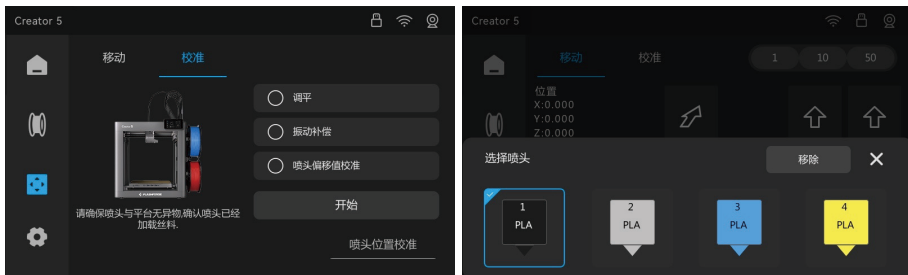 Creator 5
移动
校准
调平
振动补偿
喷头偏移值校准
请确保喷头与平台无异物,确认喷头已经
加载丝料.
开始
喷头位置校准
Creator 5
移动
校准
1
10
50
位置
X:0.000
Y:0.000
Z:0.000
选择喷头
移除
1
PLA
2
PLA
3
PLA
4
PLA